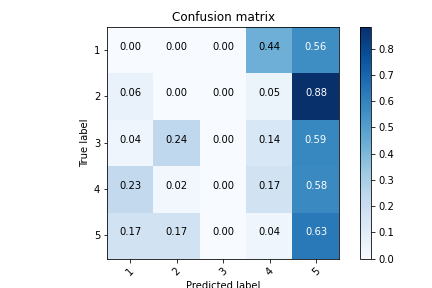 Confusion matrix
1 0.00 0.00 0.00 0.44 0.56
2 0.06 0.00 0.00 0.05 0.88
3 0.04 0.24 0.00 0.14 0.59
4 0.23 0.02 0.00 0.17 0.58
5 0.17 0.17 0.00 0.04 0.63
1 2 3 4 5
True label
Predicted label
0.8
0.7
0.6
0.5
0.4
0.3
0.2
0.1
0.0